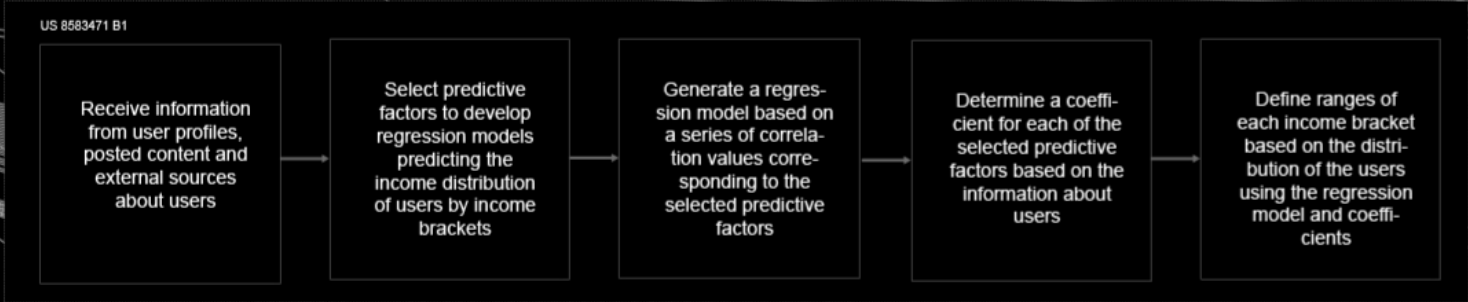 US 8583471 B1
Receive information
from user profiles,
posted content and
external sources
about users
Select predictive
factors to develop
regression models
predicting the
income distribution
of users by income
brackets
Generate a regres-
sion model based on
a series of correla-
tion values corre-
sponding to the
selected predictive
factors
Determine a coeffi-
cient for each of the
selected predictive
factors based on the
information about
users
Define ranges of
each income bracket
based on the distri-
bution of the users
using the regression
model and coeffi-
cients